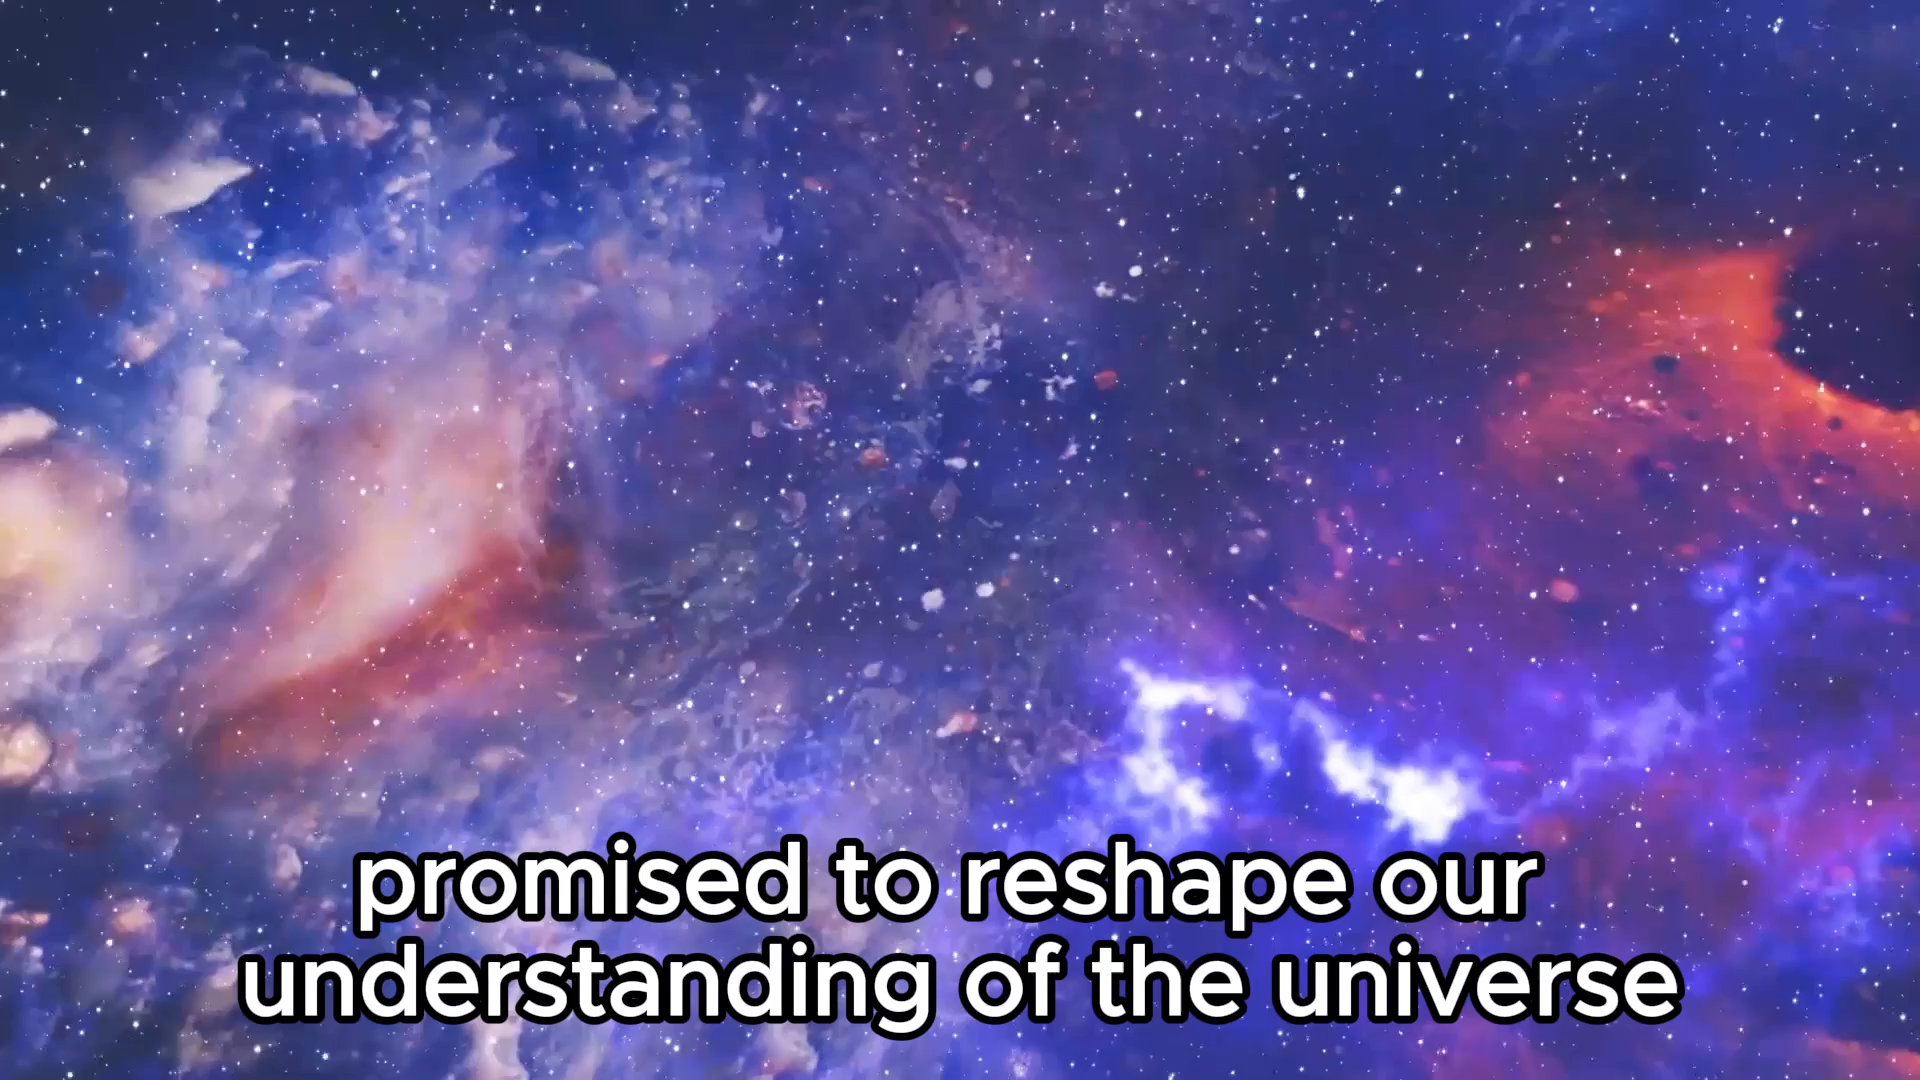 promised to reshape our
understanding of the universe